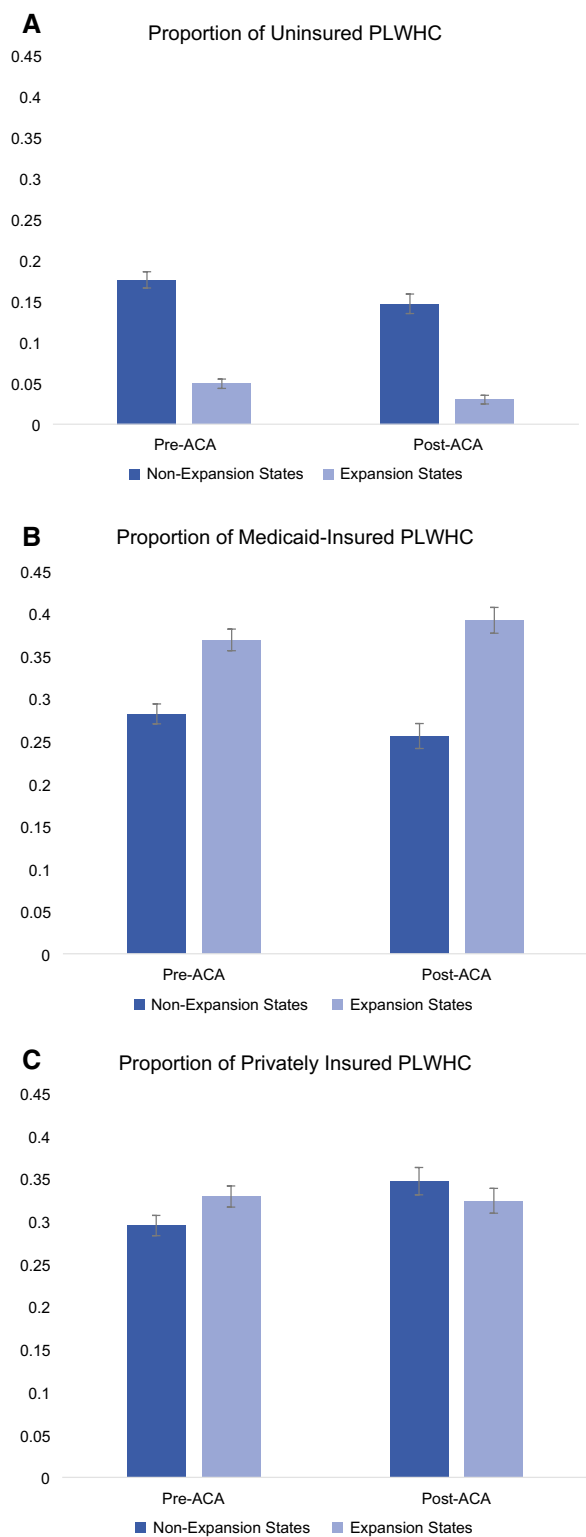 A
Proportion of Uninsured PLWHC
0.45
0.4
0.35
0.3
0.25
0.2
0.15
0.1
0.05
0
Pre-ACA Post-ACA
Non-Expansion States Expansion States
B
Proportion of Medicaid-Insured PLWHC
0.45
0.4
0.35
0.3
0.25
0.2
0.15
0.1
0.05
0
Pre-ACA Post-ACA
Non-Expansion States Expansion States
C
Proportion of Privately Insured PLWHC
0.45
0.4
0.35
0.3
0.25
0.2
0.15
0.1
0.05
0
Pre-ACA Post-ACA
Non-Expansion States Expansion States